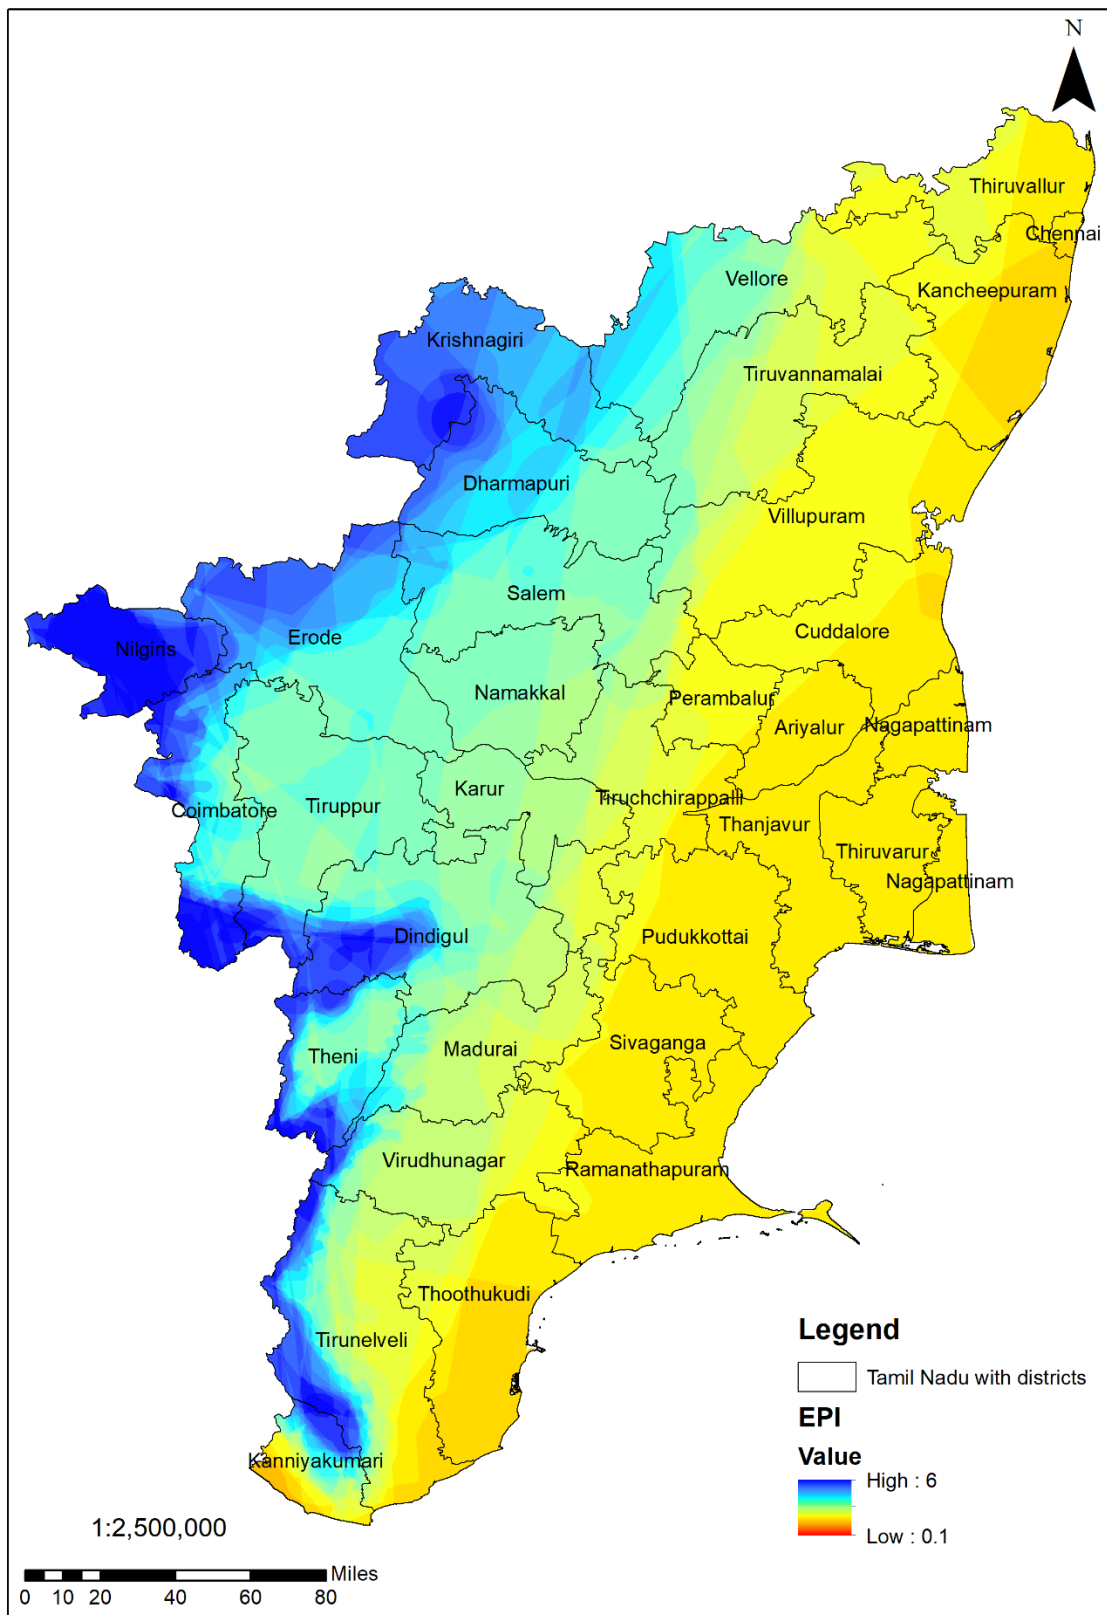 N
Thiruvallur
Chennai
Kancheepuram
Vellore
Krishnagiri
Tiruvannamalai
Dharmapuri
Villupuram
Salem
Cuddalore
Erode
Nilgiris
Namakkal
Perambalur
Ariyalur
Nagapattinam
Karur
Tiruchchirappalli
Coimbatore
Tiruppur
Thanjavur
Thiruvarur
Nagapattinam
Dindigul
Pudukkottai
Sivaganga
Madurai
Theni
Virudhunagar
Ramanathapuram
Thoothukudi
Tirunelveli
Kanniyakumari
Legend
Tamil Nadu with districts
EPI
Value
High : 6
Low : 0.1
1:2,500,000
Miles
0 10 20 40 60 80